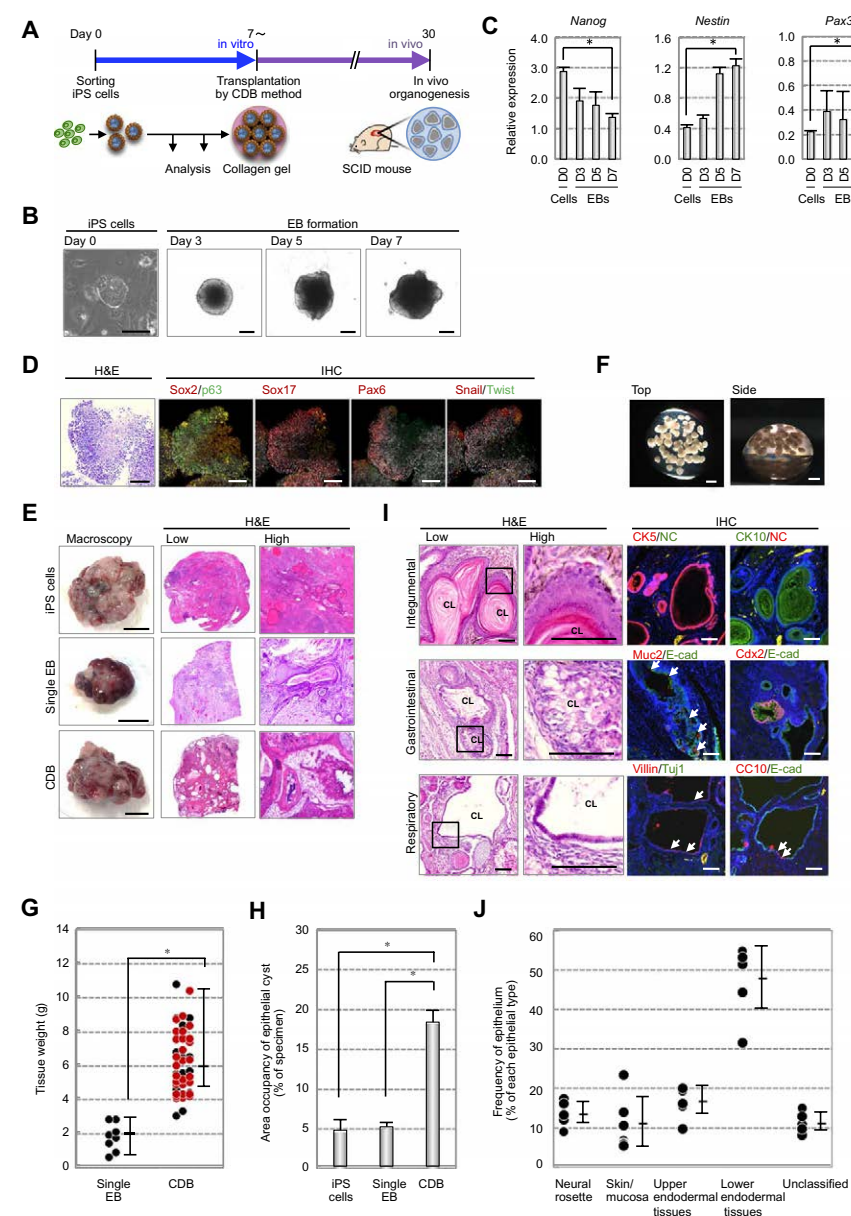 A
Day 0
7~
30
in vitro
in vivo
Sorting
iPS cells
Transplantation
by CDB method
In vivo
organogenesis
Analysis
Collagen gel
SCID mouse
B
iPS cells
EB formation
Day 0
Day 3
Day 5
Day 7
C
Nanog
Nestin
Pax3
Relative expression
4.0
3.0
2.0
1.0
0.0
*
D0
D3
D5
D7
Cells
EBs
1.6
1.2
0.8
0.4
0.0
*
D0
D3
D5
D7
Cells
EBs
1.0
0.8
0.6
0.4
0.2
0.0
*
D0
D3
D5
Cells
EBs
D
H&E
IHC
Sox2/p63
Sox17
Pax6
Snail/Twist
F
Top
Side
E
H&E
Macroscopy
Low
High
iPS cells
Single EB
CDB
I
H&E
IHC
Low
High
CK5/NC
CK10/NC
Integumental
CL
CL
CL
Muc2/E-cad
Cdx2/E-cad
Gastrointestinal
CL
CL
CL
Villin/Tuj1
CC10/E-cad
Respiratory
CL
CL
G
Tissue weight (g)
14
12
10
8
6
4
2
0
*
Single
EB
CDB
H
Area occupancy of epithelial cyst
(% of specimen)
30
25
20
15
10
5
0
*
*
iPS
cells
Single
EB
CDB
J
Frequency of epithelium
(% of each epithelial type)
60
50
40
30
20
10
0
Neural
rosette
Skin/
mucosa
Upper
endodermal
tissues
Lower
endodermal
tissues
Unclassified